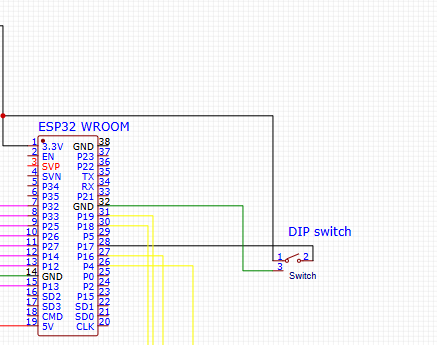 ESP32 WROOM
1 3.3V GND 38
2 EN P23 37
3 SVP P22 36
4 SVN TX 35
5 P34 RX 34
6 P35 P21 33
7 P32 GND 32
8 P33 P19 31
9 P25 P18 30
10 P26 P5 29
11 P27 P17 28
12 P14 P16 27
13 P12 P4 26
14 GND P0 25
15 P13 P2 24
16 SD2 P15 23
17 SD3 SD1 22
18 CMD SD0 21
19 5V CLK 20
DIP switch
1 2
3
Switch